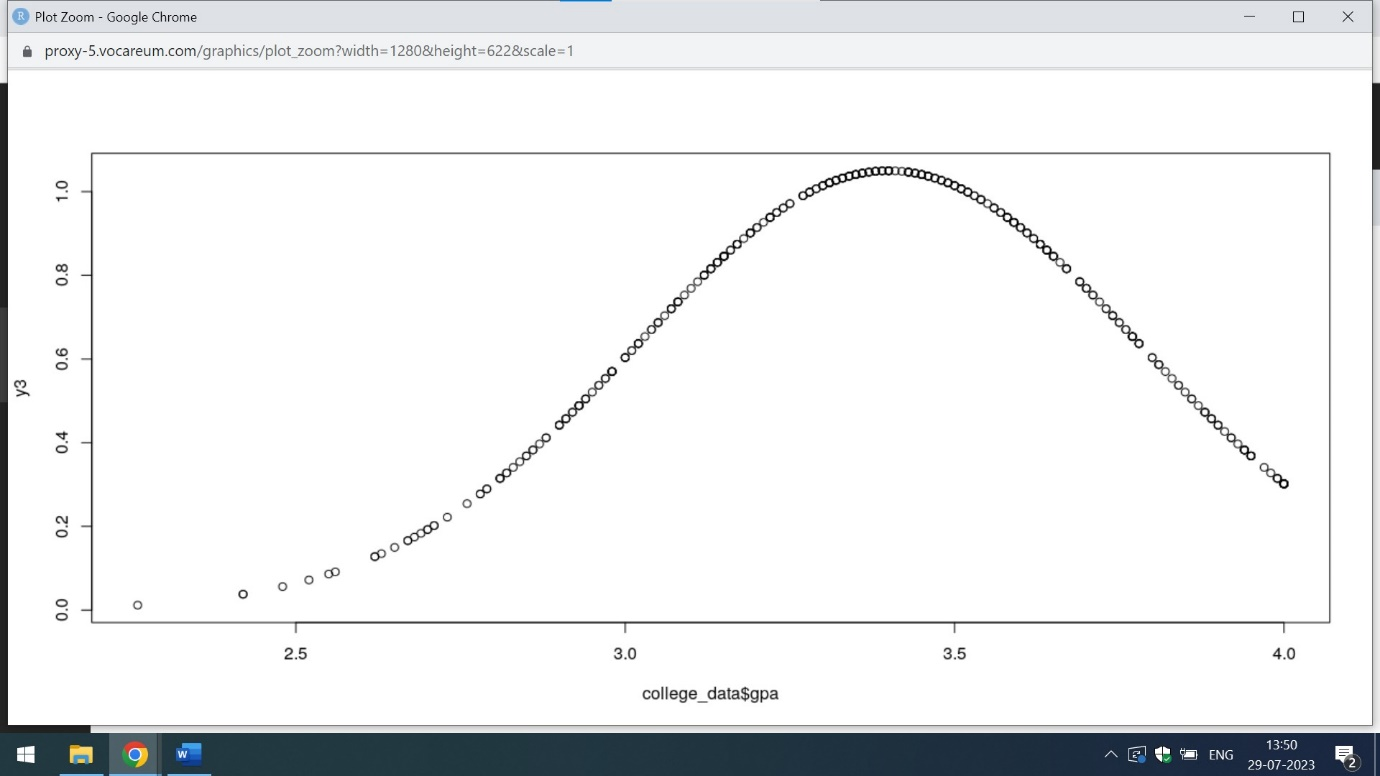 R Plot Zoom - Google Chrome
proxy-5.vocareum.com/graphics/plot_zoom?width=1280&height=622&scale=1
y3
1.0
0.8
0.6
0.4
0.2
0.0
2.5 3.0 3.5 4.0
college_data$gpa
W
ENG
13:50
29-07-2023
2